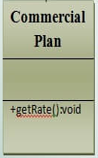 Commercial
Plan
+getRate():void